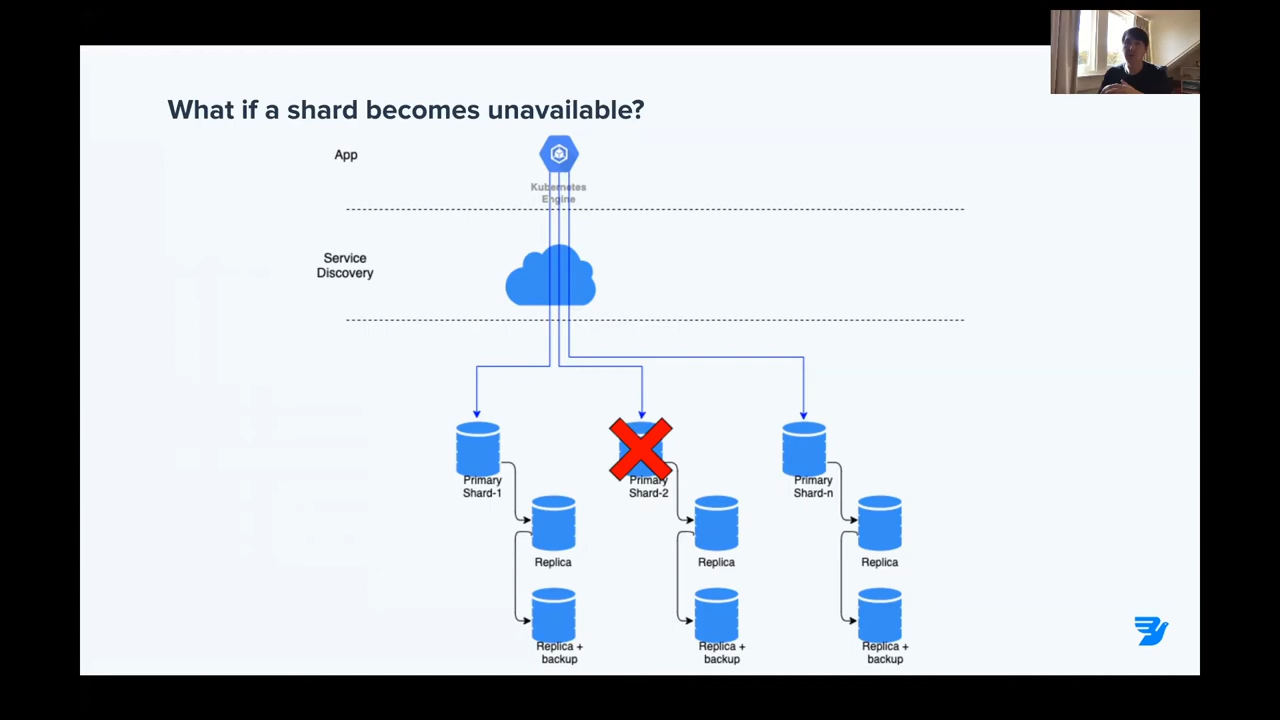 What if a shard becomes unavailable?
App
Kubernetes
Engine
Service
Discovery
Primary
Shard-1
Primary
Shard-2
Primary
Shard-n
Replica
Replica
Replica
Replica +
backup
Replica +
backup
Replica +
backup